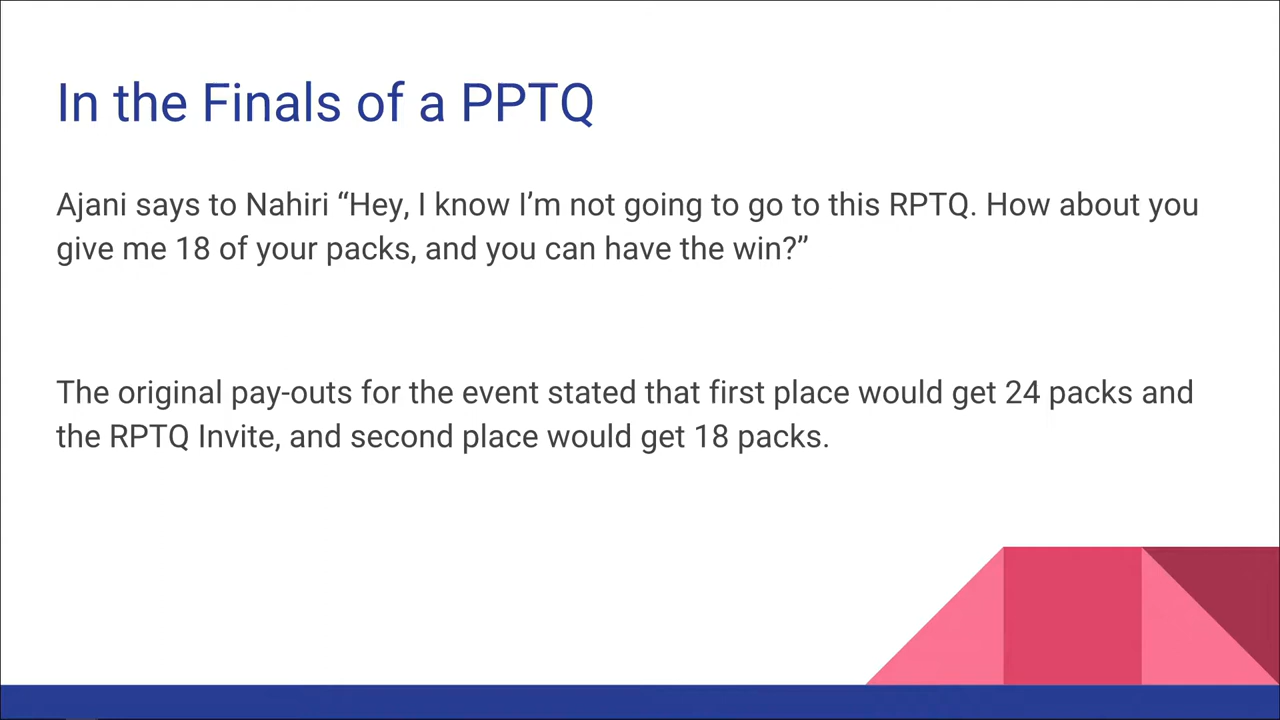 In the Finals of a PPTQ
Ajani says to Nahiri “Hey, I know I’m not going to go to this RPTQ. How about you
give me 18 of your packs, and you can have the win?”
The original pay-outs for the event stated that first place would get 24 packs and
the RPTQ Invite, and second place would get 18 packs.